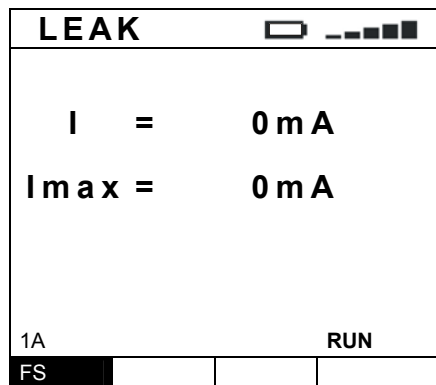 LEAK
I = 0mA
Imax = 0mA
1A RUN
FS